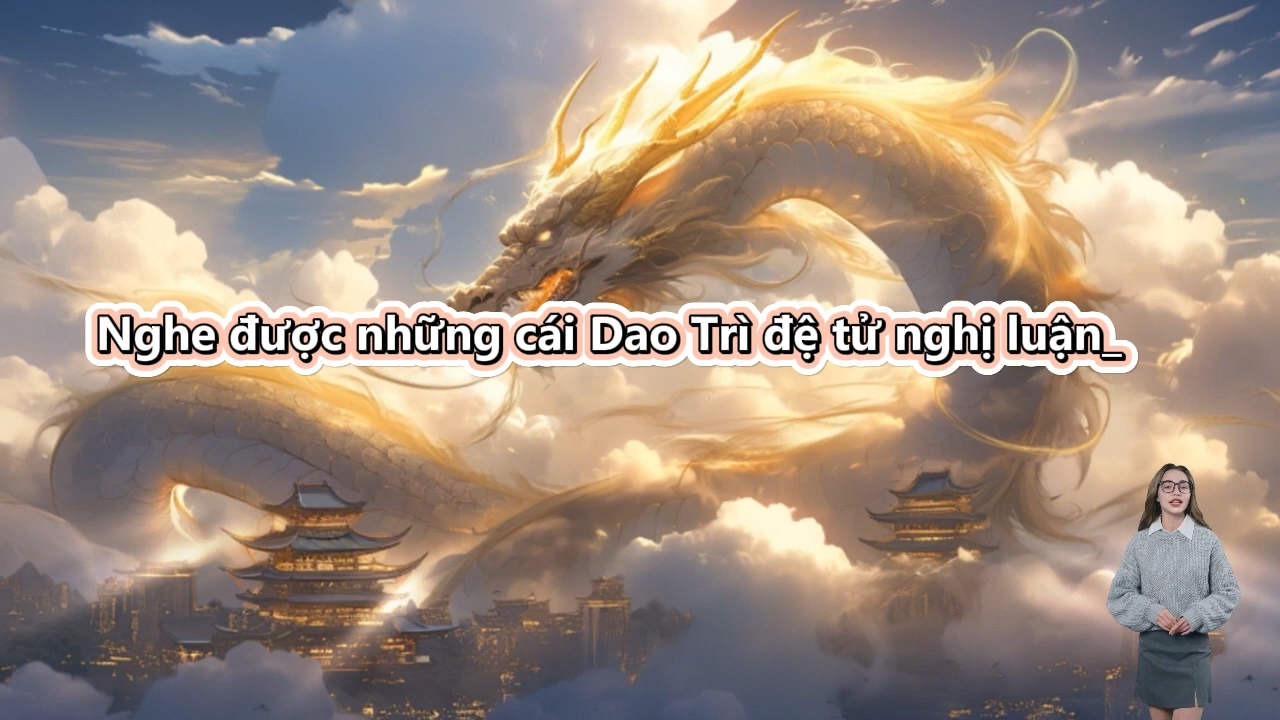 Nghe được những cái Dao Trì đệ tử nghị luận_